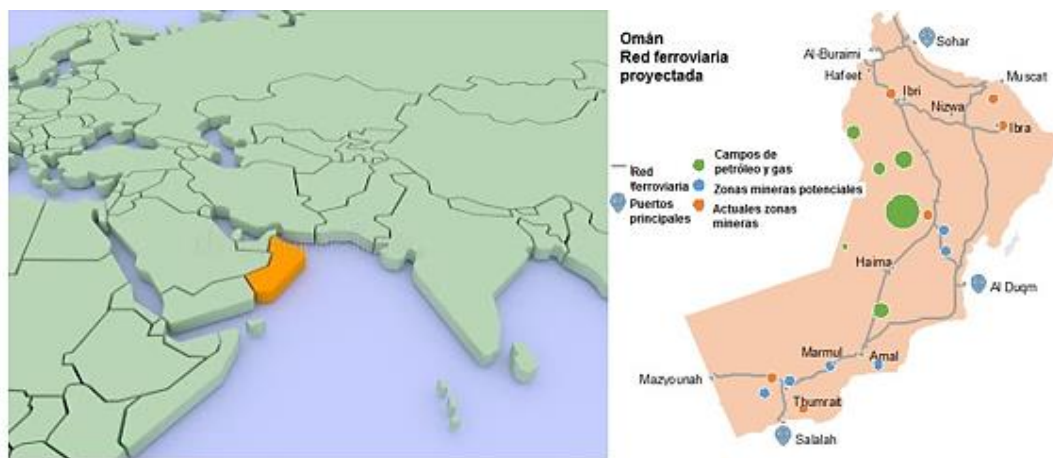 Omán
Red ferroviaria
proyectada
Sohar
Al-Buraimi
Hafeet
Muscat
Ibri
Nizwa
Ibra
Red
ferroviaria
Puertos
principales
Campos de
petróleo y gas
Zonas mineras potenciales
Actuales zonas
mineras
Haima
Al Duqm
Marmul
Amal
Mazyounah
Thumrait
Salalah